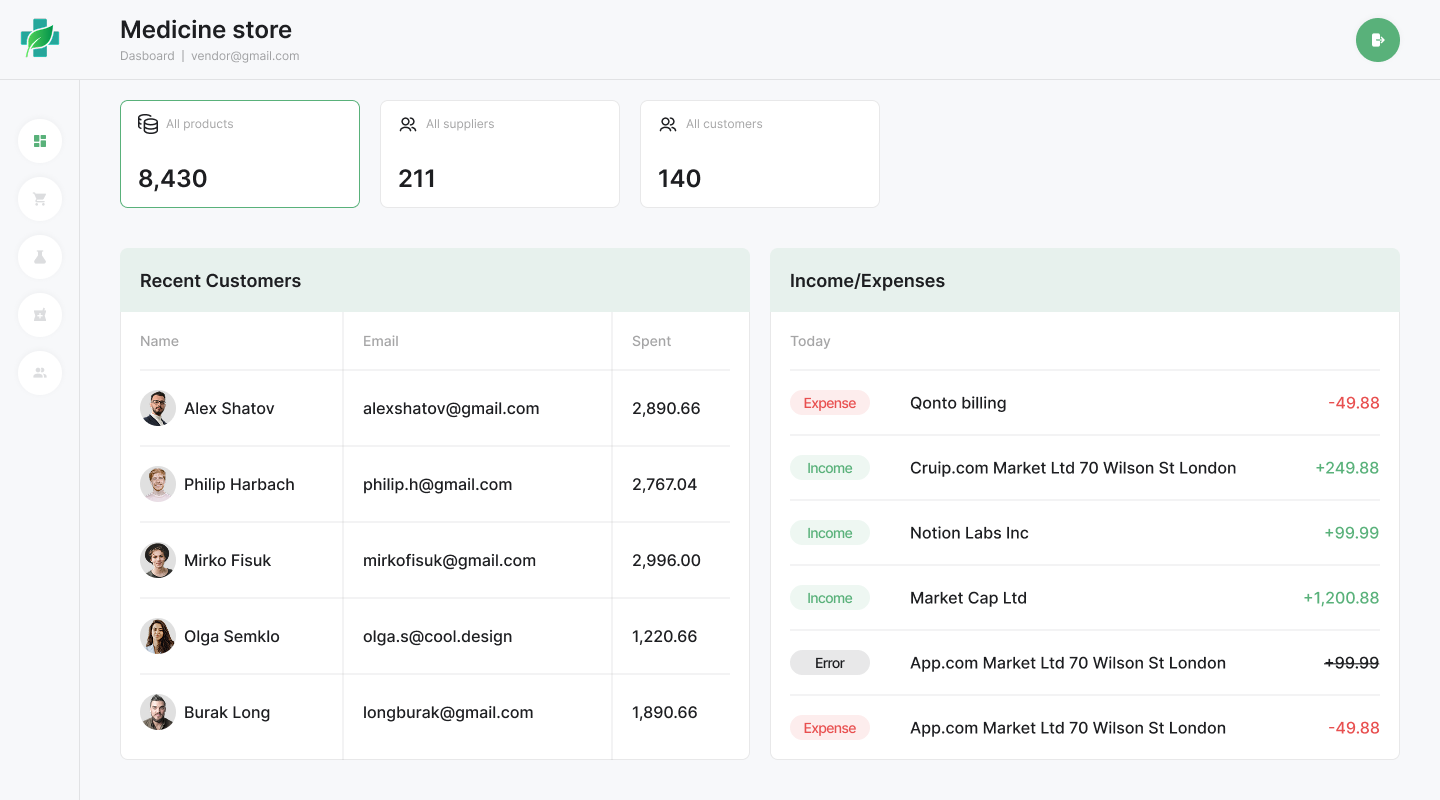 Medicine store
Dasboard | vendor@gmail.com
All products
8,430
All suppliers
211
All customers
140
Recent Customers
Name Email Spent
Alex Shatov alexshatov@gmail.com 2,890.66
Philip Harbach philip.h@gmail.com 2,767.04
Mirko Fisuk mirkofisuk@gmail.com 2,996.00
Olga Semklo olga.s@cool.design 1,220.66
Burak Long longburak@gmail.com 1,890.66
Income/Expenses
Today
Expense Qonto billing -49.88
Income Cruip.com Market Ltd 70 Wilson St London +249.88
Income Notion Labs Inc +99.99
Income Market Cap Ltd +1,200.88
Error App.com Market Ltd 70 Wilson St London +99.99
Expense App.com Market Ltd 70 Wilson St London -49.88